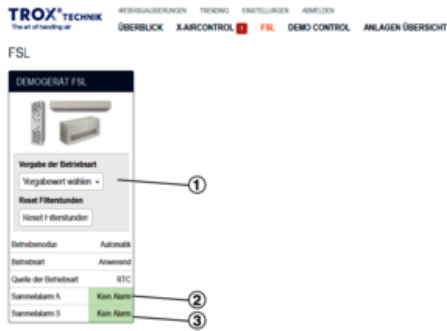 TROX® TECHNIK
The art of handling air
WEBVISUALISIERUNGEN TRENDING EINSTELLUNGEN ABMELDEN
ÜBERBLICK X-AIRCONTROL 1 FSL DEMO CONTROL ANLAGEN ÜBERSICHT
FSL
DEMOGERÄT FSL
Vorgabe der Betriebsart
Vorgabewert wählen
1
Reset Filterstunden
Reset Filterstunden
Betriebsmodus Automatik
Betriebsart Anwesend
Quelle der Betriebsart RTC
Sammelalarm A Kein Alarm
2
Sammelalarm B Kein Alarm
3